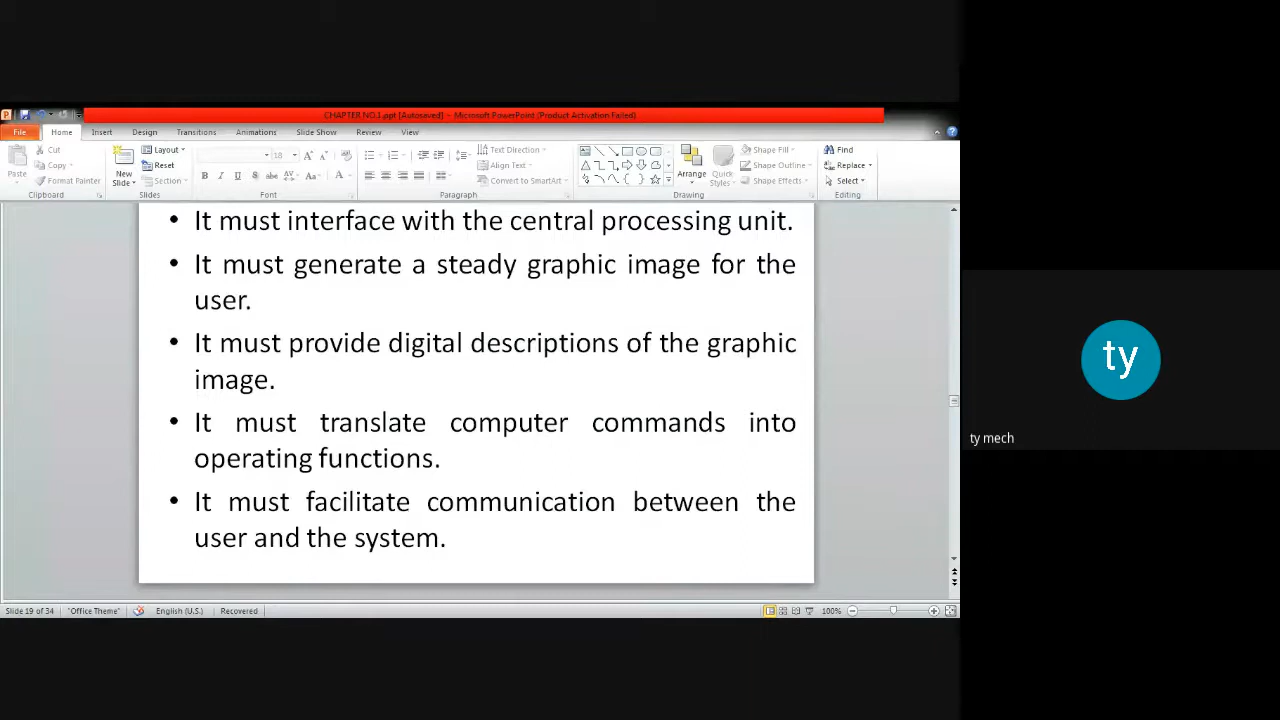 CHAPTER NO.1.ppt [Autosaved] - Microsoft PowerPoint (Product Activation Failed)
File Home Insert Design Transitions Animations Slide Show Review View
Cut
Copy
Format Painter
Paste
Clipboard
New
Slide
Layout
Reset
Section
Slides
18
B I U S abc AV Aa A
Font
Text Direction
Align Text
Convert to SmartArt
Paragraph
Arrange
Quick
Styles
Shape Fill
Shape Outline
Shape Effects
Drawing
Find
Replace
Select
Editing
• It must interface with the central processing unit.
• It must generate a steady graphic image for the
user.
• It must provide digital descriptions of the graphic
image.
• It must translate computer commands into
operating functions.
• It must facilitate communication between the
user and the system.
Slide 19 of 34 "Office Theme" English (U.S.) Recovered 100%
ty
ty mech